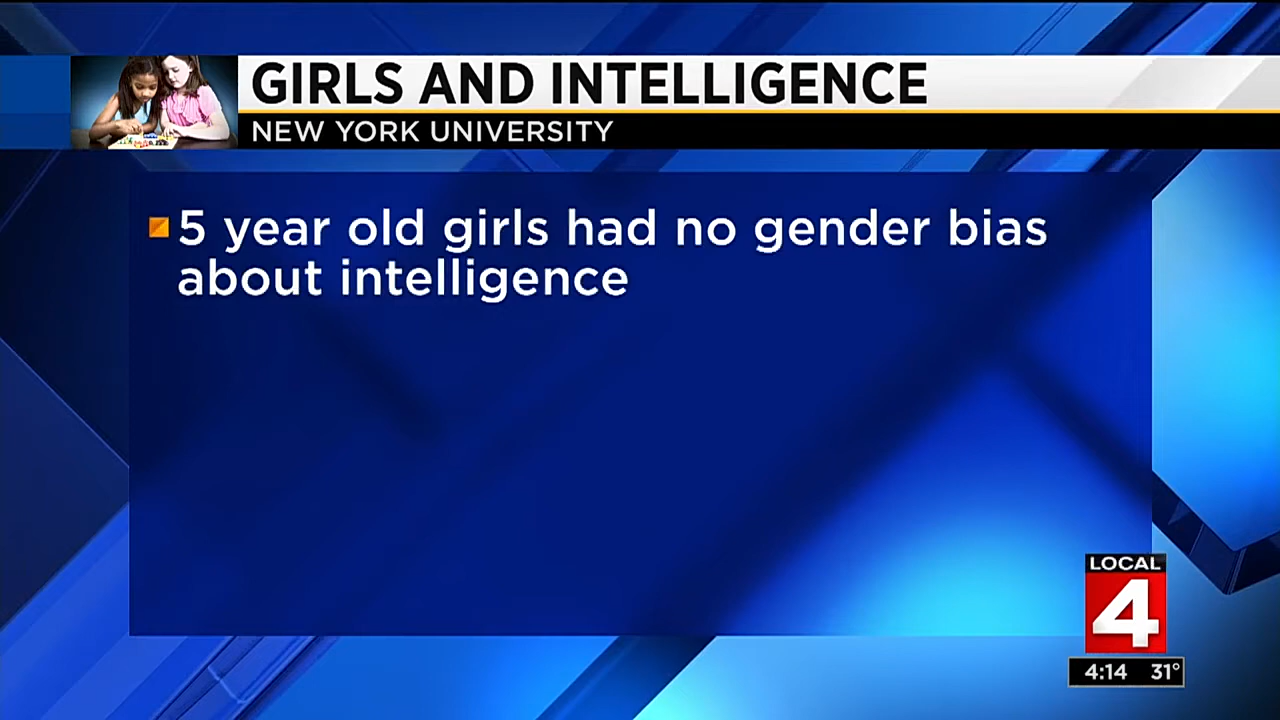 GIRLS AND INTELLIGENCE
NEW YORK UNIVERSITY
5 year old girls had no gender bias
about intelligence
LOCAL
4
4:14 31°